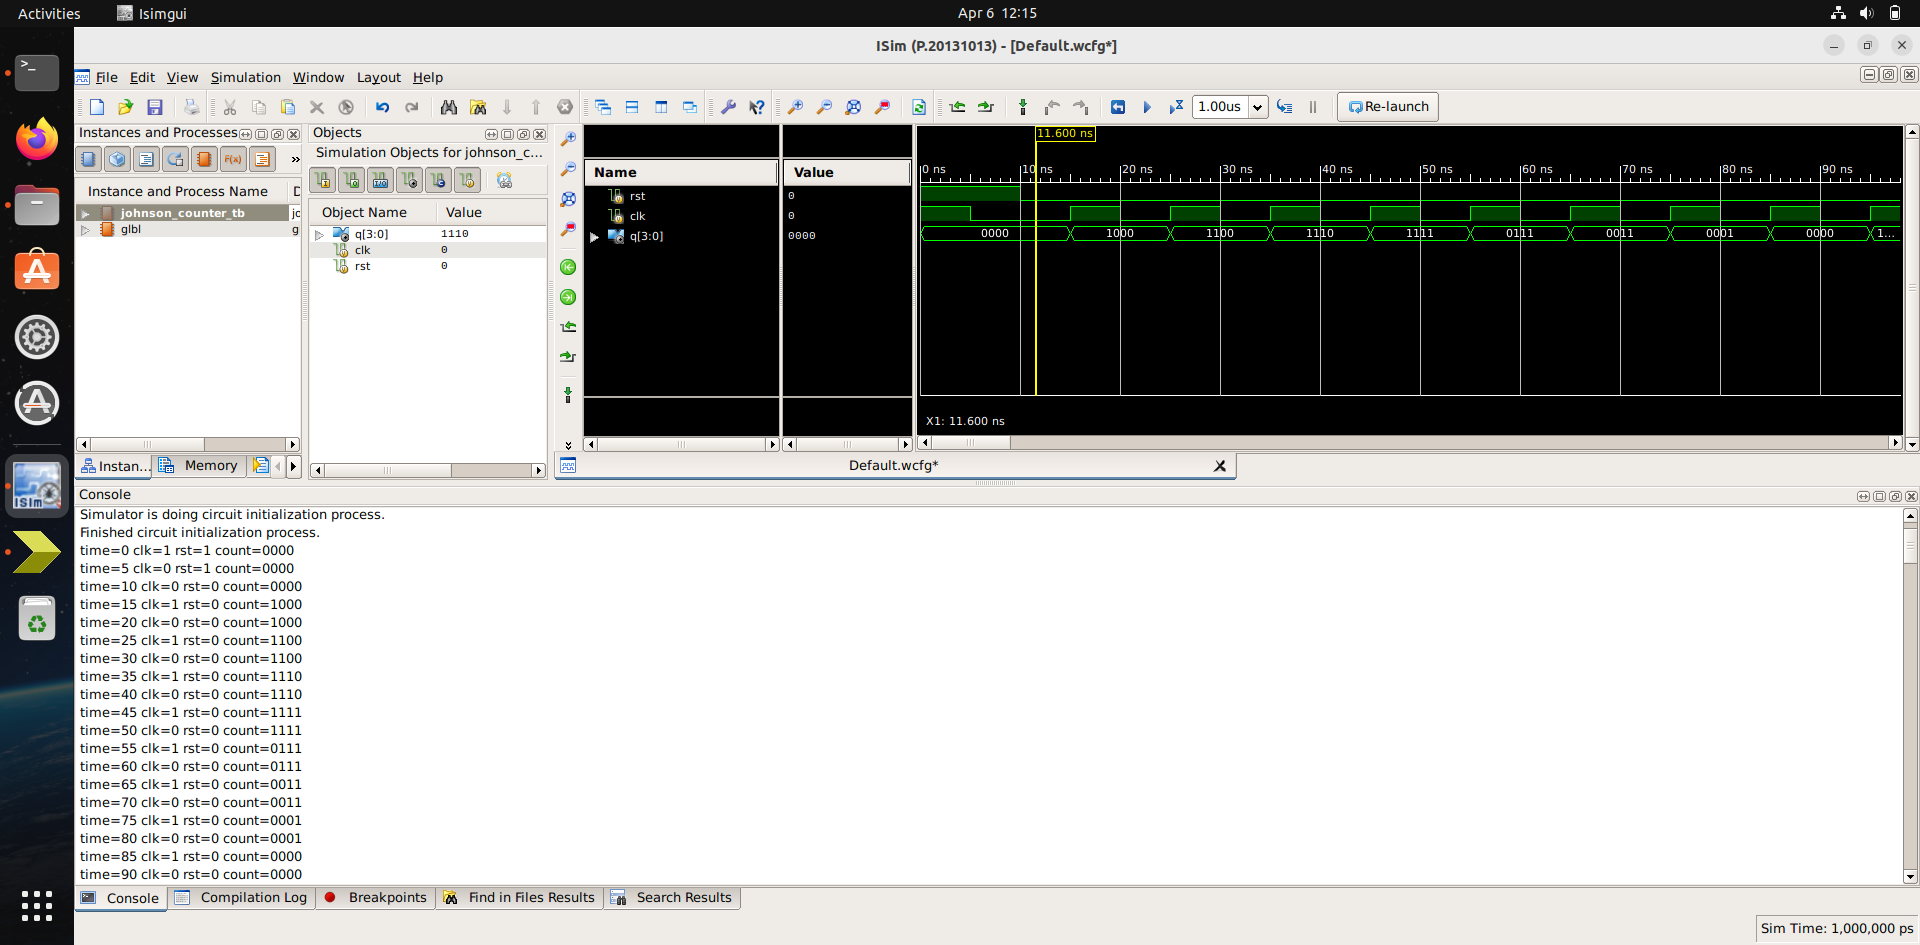 Activities
Isimgui
Apr 6 12:15
ISim (P.20131013) - [Default.wcfg*]
File Edit View Simulation Window Layout Help
1.00us
Re-launch
Instances and Processes
F(x)
»
Instance and Process Name D
johnson_counter_tb jc
glbl g
Instan...
Memory
Objects
Simulation Objects for johnson_c...
Object Name Value
q[3:0] 1110
clk 0
rst 0
Name Value
rst 0
clk 0
q[3:0] 0000
11.600 ns
0 ns 10 ns 20 ns 30 ns 40 ns 50 ns 60 ns 70 ns 80 ns 90 ns
0000 1000 1100 1110 1111 0111 0011 0001 0000 1...
X1: 11.600 ns
Default.wcfg*
ISim
Console
Simulator is doing circuit initialization process.
Finished circuit initialization process.
time=0 clk=1 rst=1 count=0000
time=5 clk=0 rst=1 count=0000
time=10 clk=0 rst=0 count=0000
time=15 clk=1 rst=0 count=1000
time=20 clk=0 rst=0 count=1000
time=25 clk=1 rst=0 count=1100
time=30 clk=0 rst=0 count=1100
time=35 clk=1 rst=0 count=1110
time=40 clk=0 rst=0 count=1110
time=45 clk=1 rst=0 count=1111
time=50 clk=0 rst=0 count=1111
time=55 clk=1 rst=0 count=0111
time=60 clk=0 rst=0 count=0111
time=65 clk=1 rst=0 count=0011
time=70 clk=0 rst=0 count=0011
time=75 clk=1 rst=0 count=0001
time=80 clk=0 rst=0 count=0001
time=85 clk=1 rst=0 count=0000
time=90 clk=0 rst=0 count=0000
Console
Compilation Log
Breakpoints
Find in Files Results
Search Results
Sim Time: 1,000,000 ps